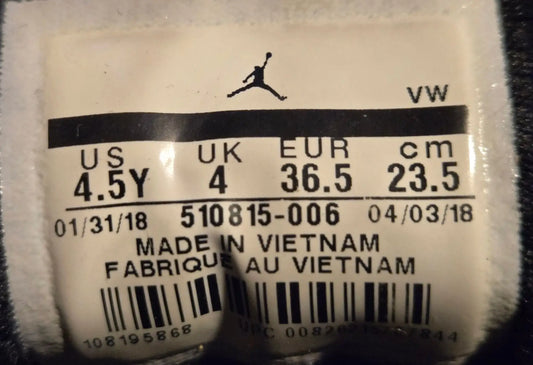 VW
US UK EUR cm
4.5Y 4 36.5 23.5
01/31/18 510815-006 04/03/18
MADE IN VIETNAM
FABRIQUE AU VIETNAM
108195868 UPC